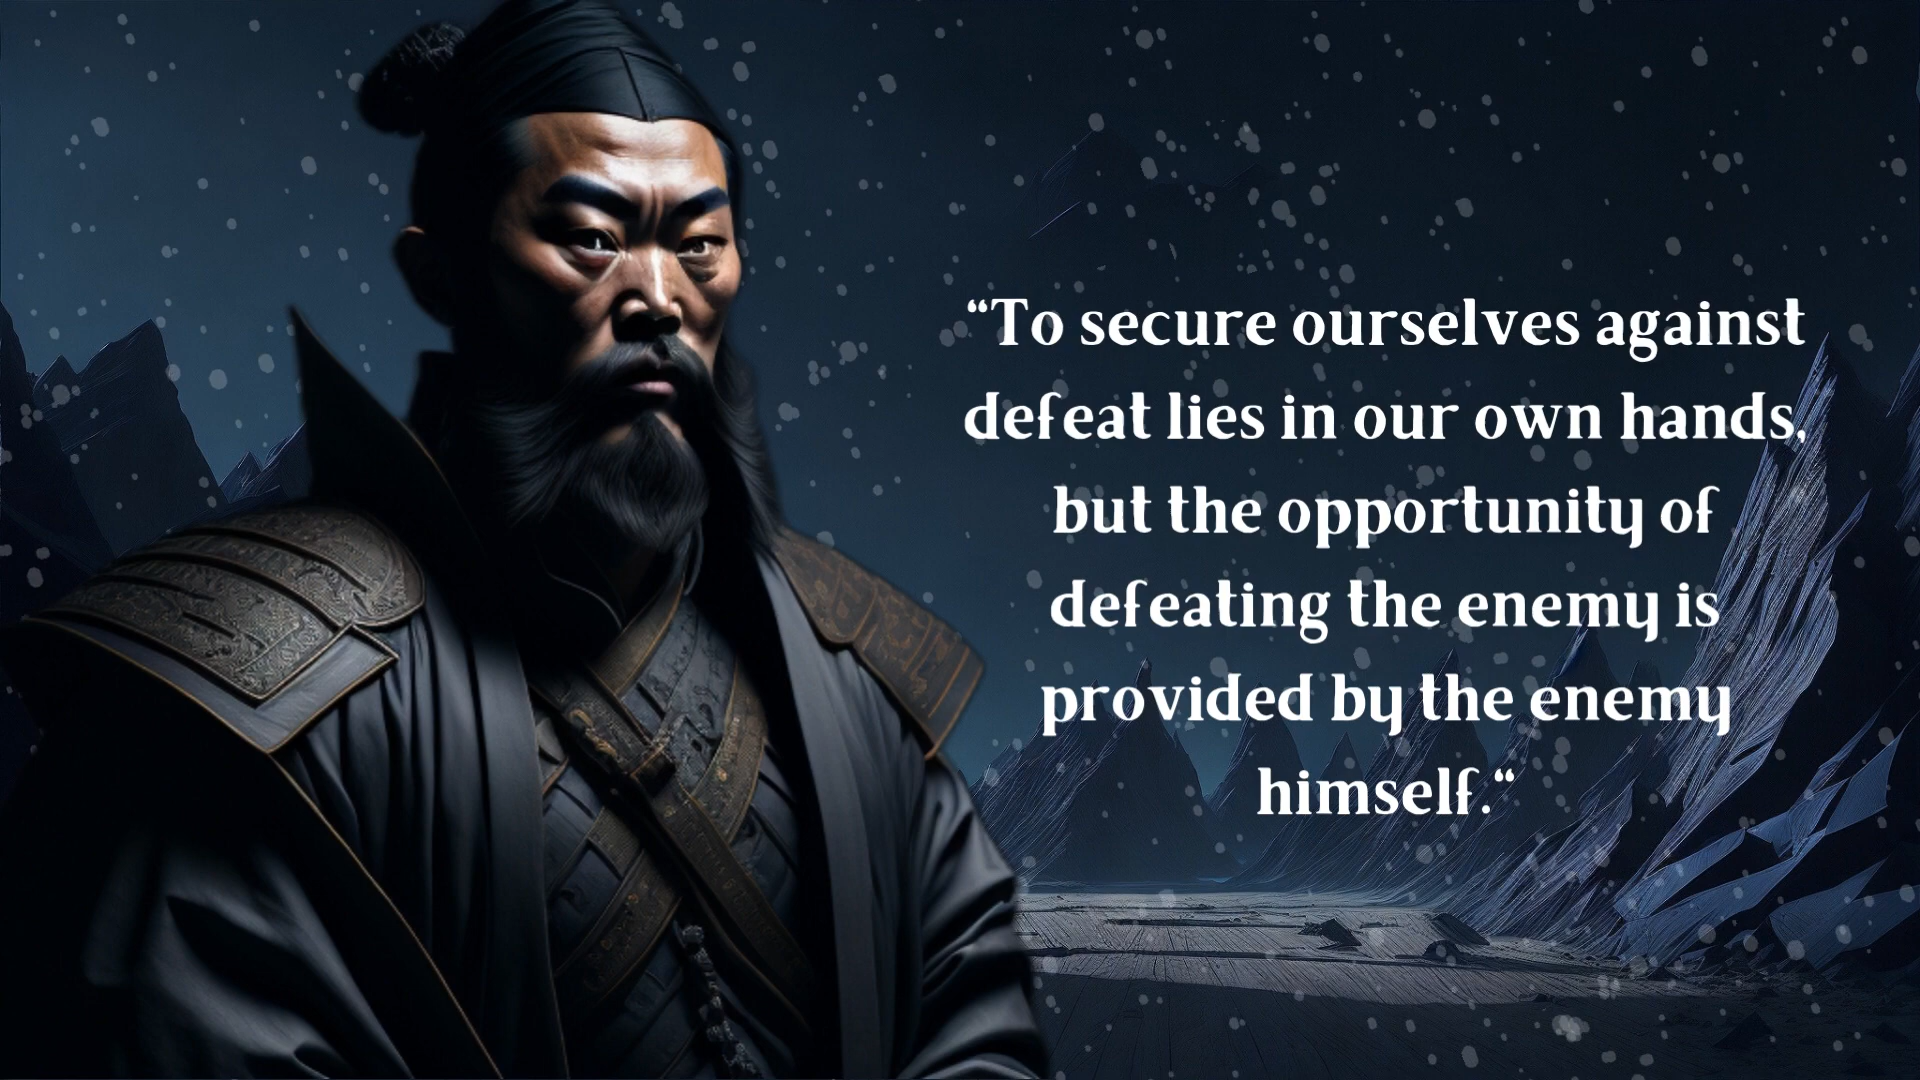 “To secure ourselves against
defeat lies in our own hands,
but the opportunity of
defeating the enemy is
provided by the enemy
himself.“